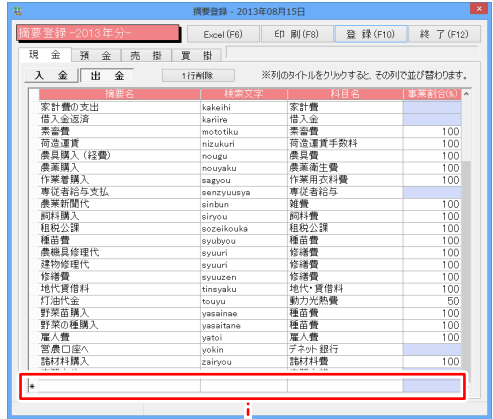 摘要登録 - 2013年08月15日
摘要登録 -2013年分-
Excel(F6) 印 刷(F8) 登 録(F10) 終 了(F12)
現 金 預 金 売 掛 買 掛
入 金 出 金 1行削除 ※列のタイトルをクリックすると、その列で並び替わります。
摘要名 検索文字 科目名 事業割合(%)
家計費の支出 kakeihi 家計費
借入金返済 kariire 借入金
素畜費 mototiku 素畜費 100
荷造運賃 nizukuri 荷造運賃手数料 100
農具購入（経費） nougu 農具費 100
農薬購入 nouyaku 農薬衛生費 100
作業着購入 sagyou 作業用衣料費 100
専従者給与支払 senzyuusya 専従者給与
農業新聞代 sinbun 雑費 100
飼料購入 siryou 飼料費 100
租税公課 sozeikouka 租税公課 100
種苗費 syubyou 種苗費 100
農機具修理代 syuuri 修繕費 100
建物修理代 syuuri 修繕費 100
修繕費 syuuzen 修繕費 100
地代賃借料 tinsyaku 地代・賃借料 100
灯油代金 touyu 動力光熱費 50
野菜苗購入 yasainae 種苗費 100
野菜の種購入 yasaitane 種苗費 100
雇人費 yatoi 雇人費 100
営農口座へ yokin デネット銀行
諸材料購入 zairyou 諸材料費 100
*
i